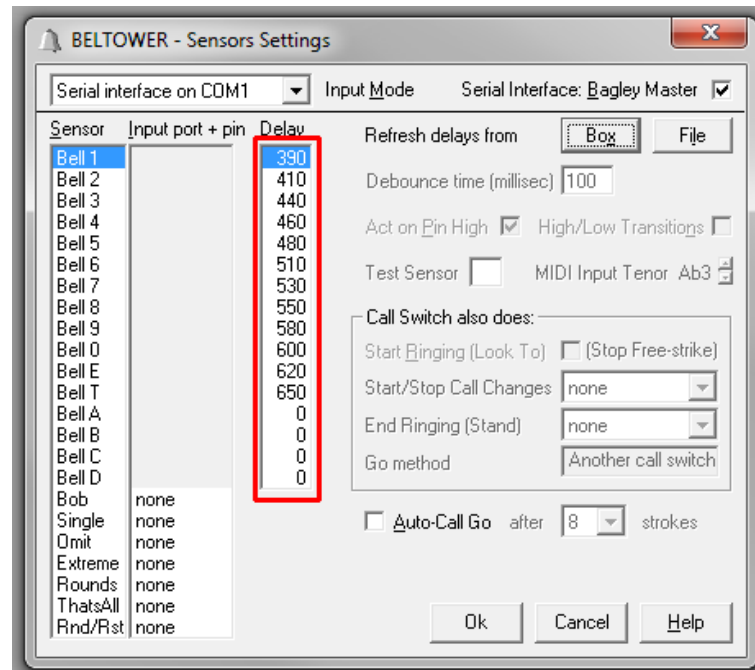 BELTOWER - Sensors Settings
Serial interface on COM1 Input Mode Serial Interface: Bagley Master
Sensor Input port + pin Delay
Refresh delays from Box File
Bell 1 390
Bell 2 410
Bell 3 440
Bell 4 460
Bell 5 480
Bell 6 510
Bell 7 530
Bell 8 550
Bell 9 580
Bell 0 600
Bell E 620
Bell T 650
Bell A 0
Bell B 0
Bell C 0
Bell D 0
Bob none
Single none
Omit none
Extreme none
Rounds none
ThatsAll none
Rnd/Rst none
Debounce time (millisec) 100
Act on Pin High High/Low Transitions
Test Sensor MIDI Input Tenor Ab3
Call Switch also does:
Start Ringing (Look To) (Stop Free-strike)
Start/Stop Call Changes none
End Ringing (Stand) none
Go method Another call switch
Auto-Call Go after 8 strokes
Ok Cancel Help